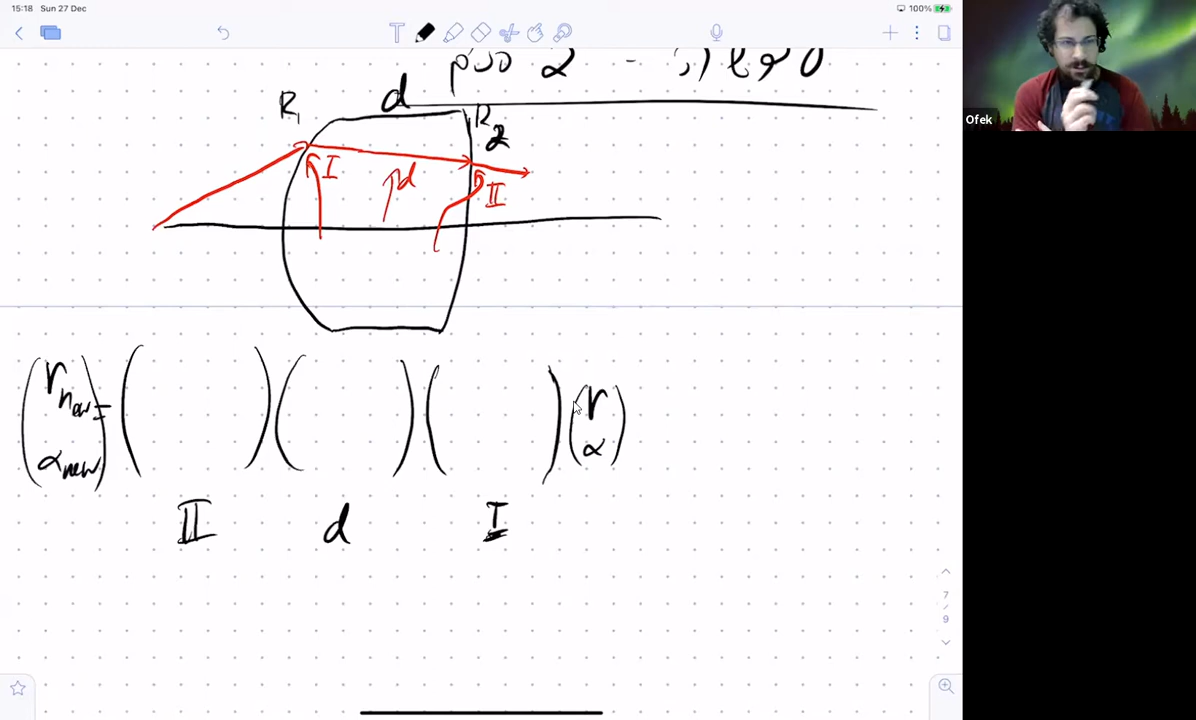 15:18 Sun 27 Dec
100%
T
R₁ d R₂
I d II
Ofek
(r_new α_new) = ( ) ( ) ( ) (r α)
II d I
7
/
9